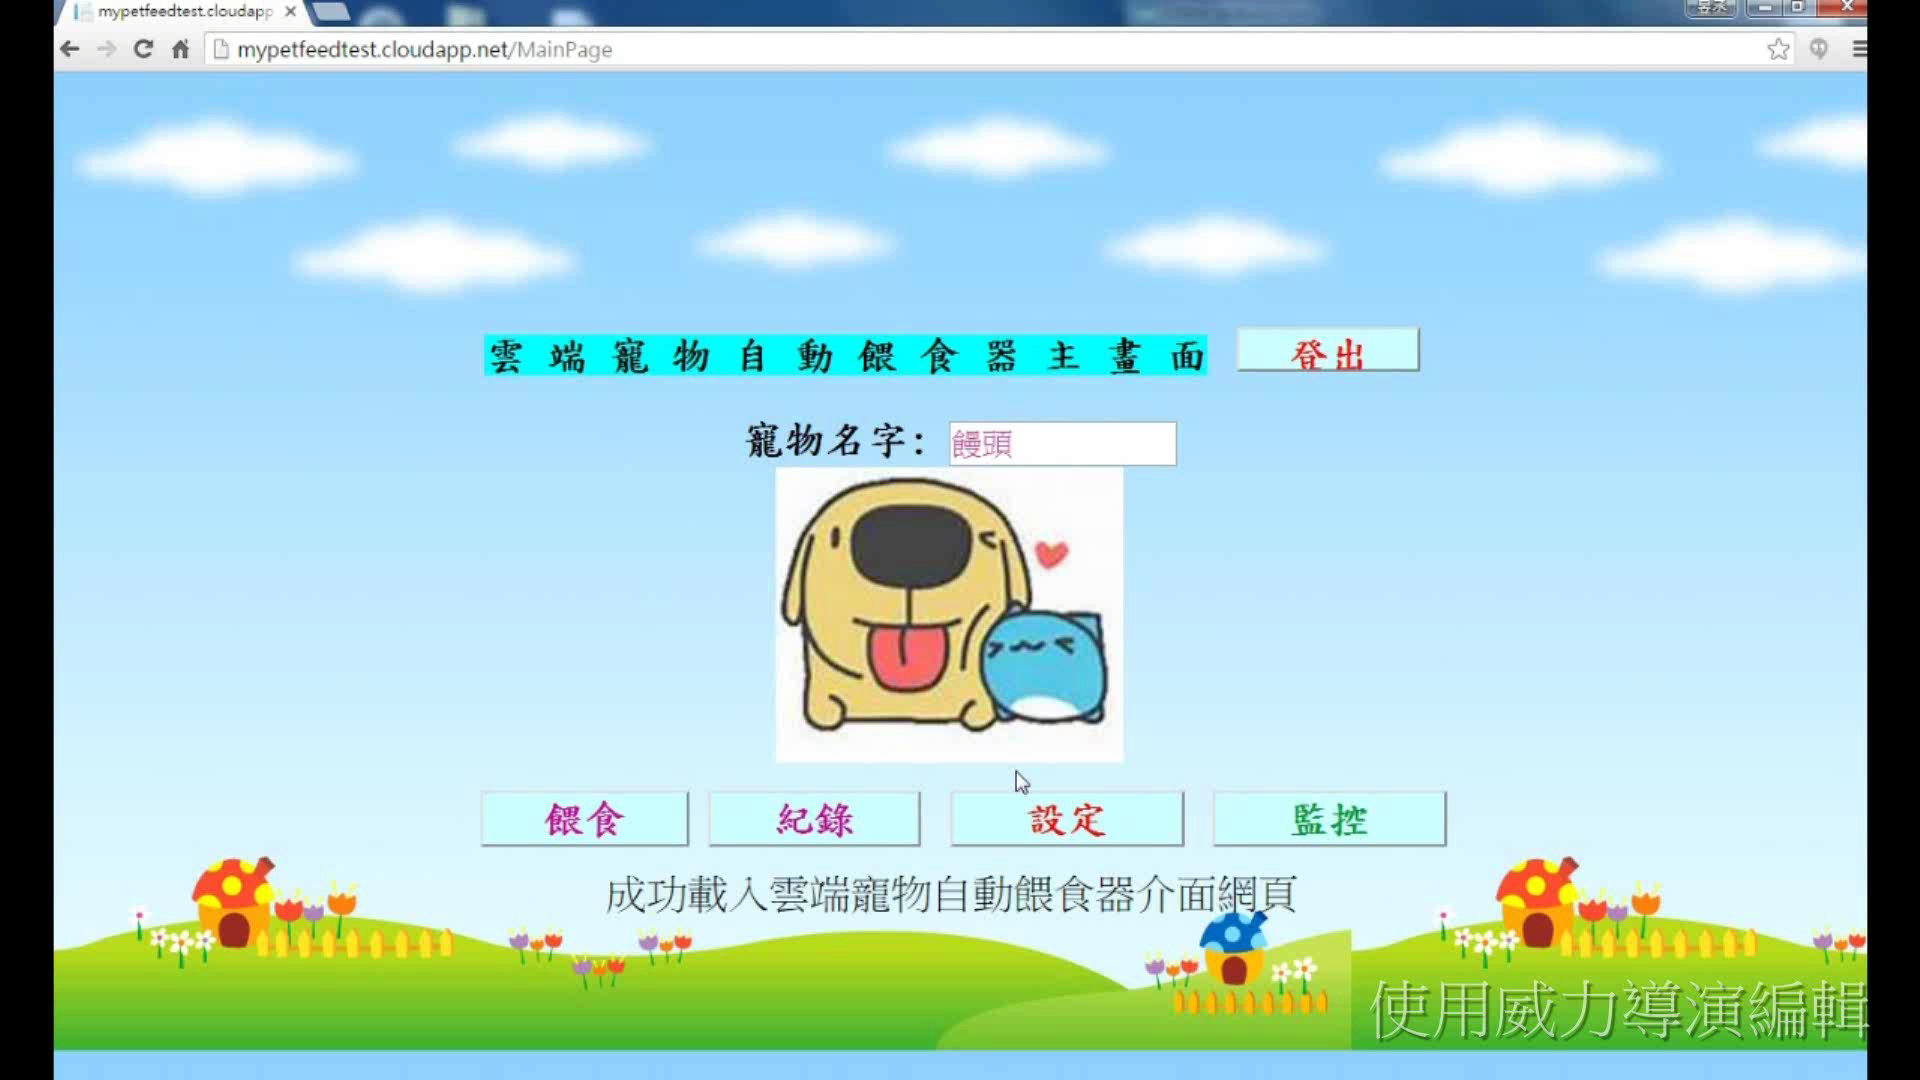 mypetfeedtest.cloudapp
mypetfeedtest.cloudapp.net/MainPage
雲端寵物自動餵食器主畫面
登出
寵物名字：
饅頭
餵食
紀錄
設定
監控
成功載入雲端寵物自動餵食器介面網頁
使用威力導演編輯